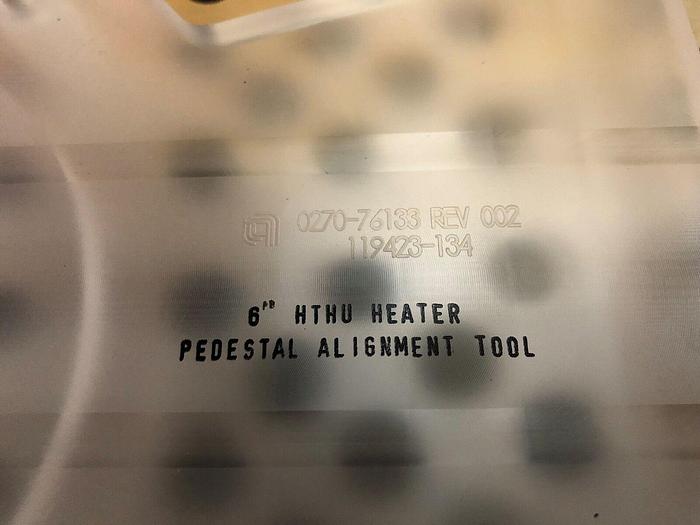 0270-76133 REV 002
119423-134
6" HTHU HEATER
PEDESTAL ALIGNMENT TOOL